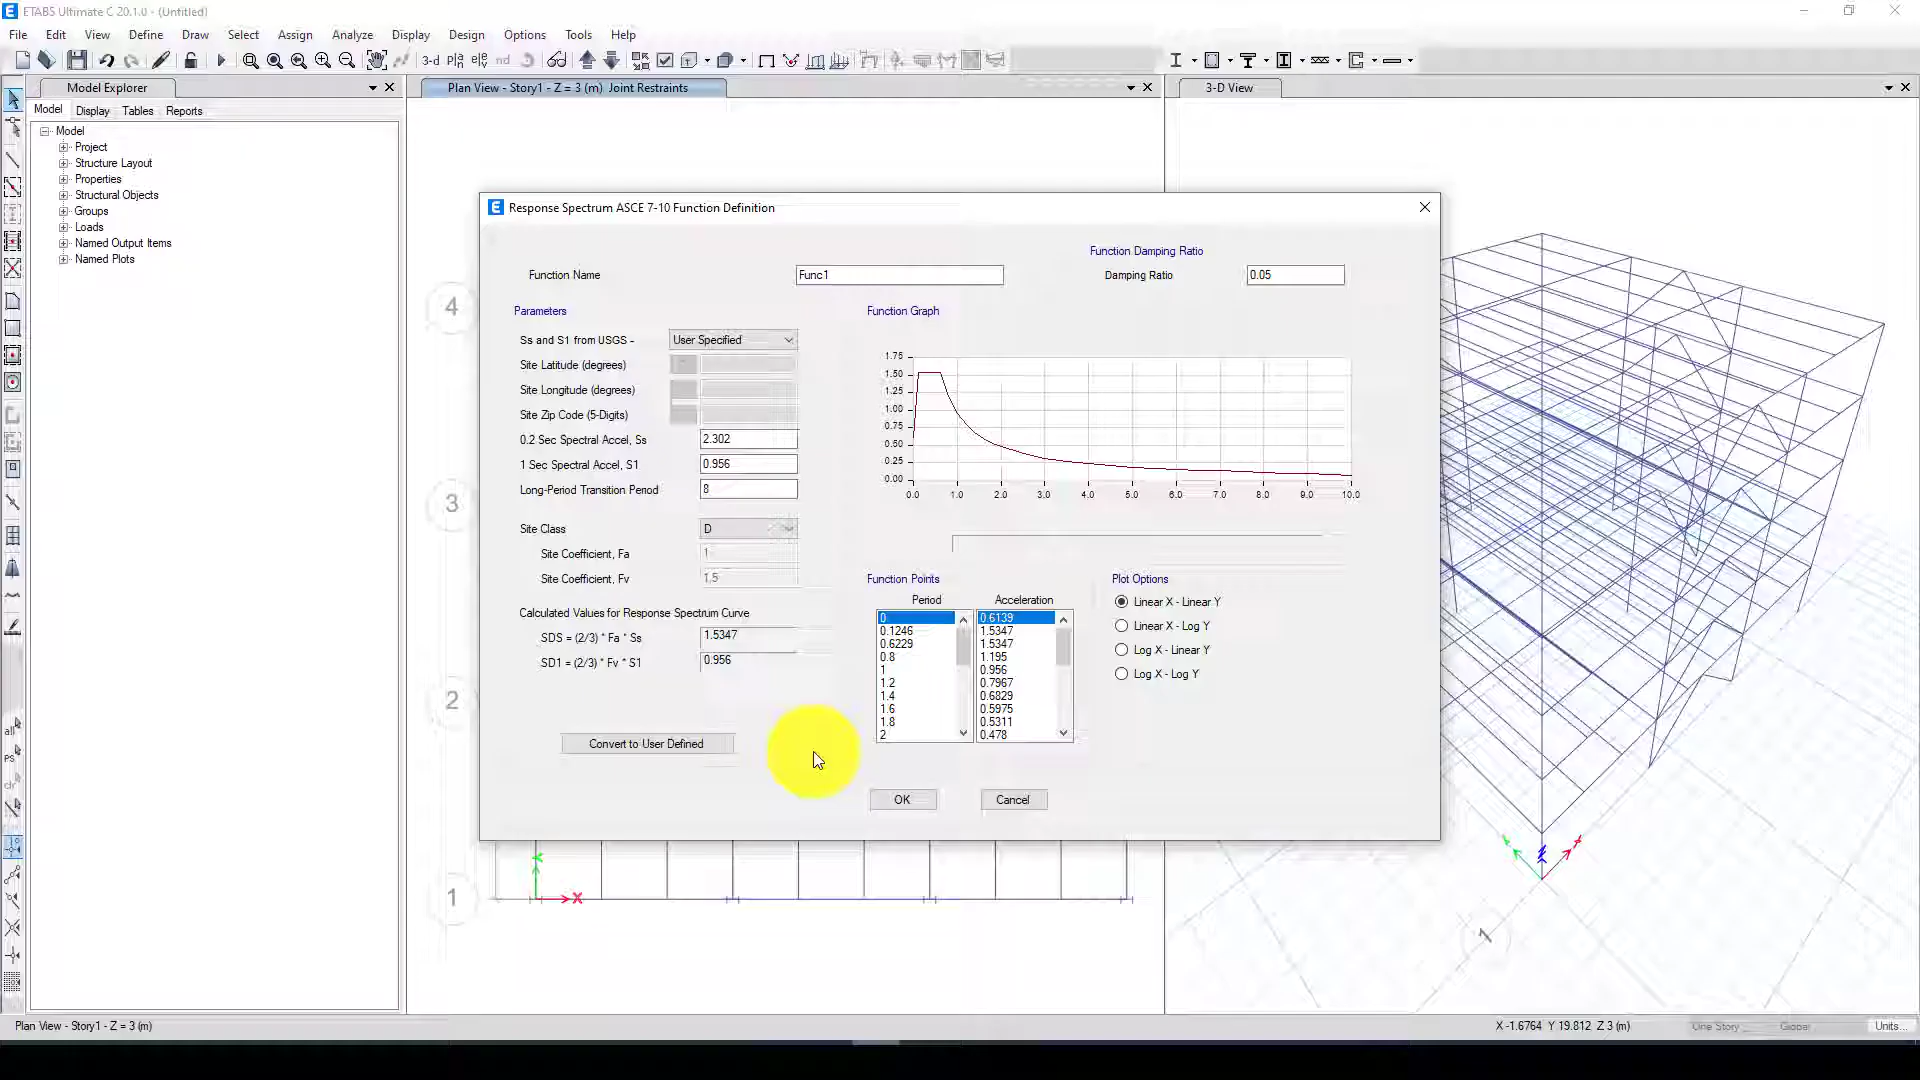 ETABS Ultimate C 20.1.0 - (Untitled)
File Edit View Define Draw Select Assign Analyze Display Design Options Tools Help
3-d
nd
Model Explorer
Plan View - Story1 - Z = 3 (m) Joint Restraints
3-D View
Model Display Tables Reports
Model
Project
Structure Layout
Properties
Structural Objects
Groups
Loads
Named Output Items
Named Plots
Response Spectrum ASCE 7-10 Function Definition
Function Damping Ratio
Function Name Func1
Damping Ratio 0.05
Parameters
Function Graph
Ss and S1 from USGS - User Specified
Site Latitude (degrees)
Site Longitude (degrees)
Site Zip Code (5-Digits)
0.2 Sec Spectral Accel, Ss 2.302
1 Sec Spectral Accel, S1 0.956
Long-Period Transition Period 8
Site Class D
Site Coefficient, Fa 1
Site Coefficient, Fv 1.5
Calculated Values for Response Spectrum Curve
SDS = (2/3) * Fa * Ss 1.5347
SD1 = (2/3) * Fv * S1 0.956
Convert to User Defined
1.75
1.50
1.25
1.00
0.75
0.50
0.25
0.00
0.0 1.0 2.0 3.0 4.0 5.0 6.0 7.0 8.0 9.0 10.0
Function Points
Period Acceleration
0 0.6139
0.1246 1.5347
0.6229 1.5347
0.8 1.195
1 0.956
1.2 0.7967
1.4 0.6829
1.6 0.5975
1.8 0.5311
2 0.478
Plot Options
Linear X - Linear Y
Linear X - Log Y
Log X - Linear Y
Log X - Log Y
OK Cancel
4
3
2
1
X
all
PS
clr
Plan View - Story1 - Z = 3 (m)
X -1.6764 Y 19.812 Z 3 (m)
One Story
Global
Units...